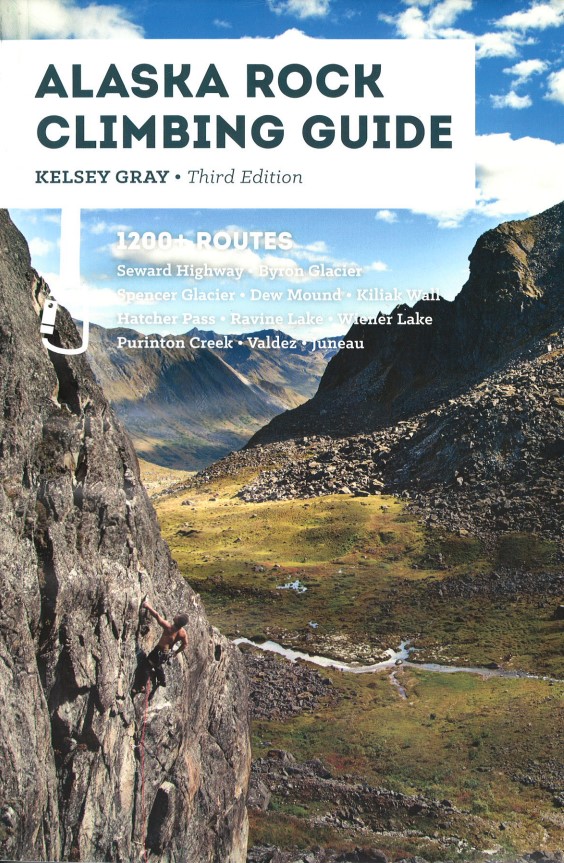 ALASKA ROCK
CLIMBING GUIDE
KELSEY GRAY • Third Edition
1200+ ROUTES
Seward Highway • Byron Glacier
Spencer Glacier • Dew Mound • Kiliak Wall
Hatcher Pass • Ravine Lake • Wiener Lake
Purinton Creek • Valdez • Juneau